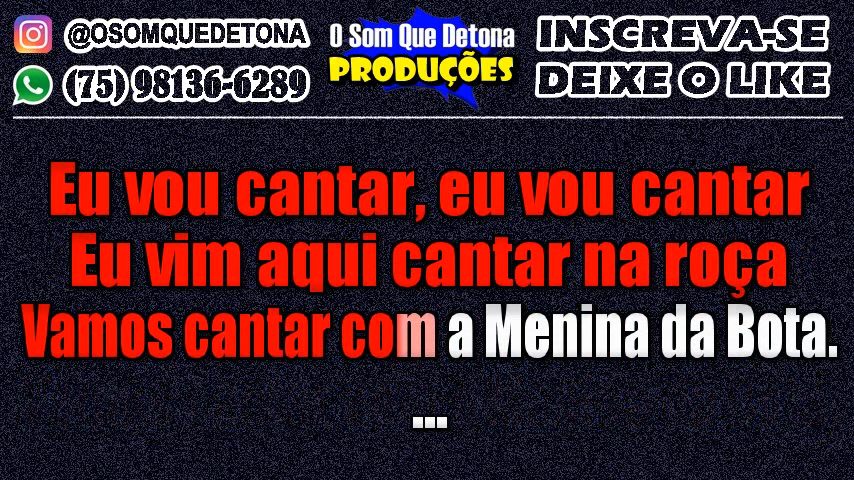 @OSOMQUEDETONA
(75) 98136-6289
O Som Que Detona
PRODUÇÕES
INSCREVA-SE
DEIXE O LIKE
Eu vou cantar, eu vou cantar
Eu vim aqui cantar na roça
Vamos cantar com a Menina da Bota.
...